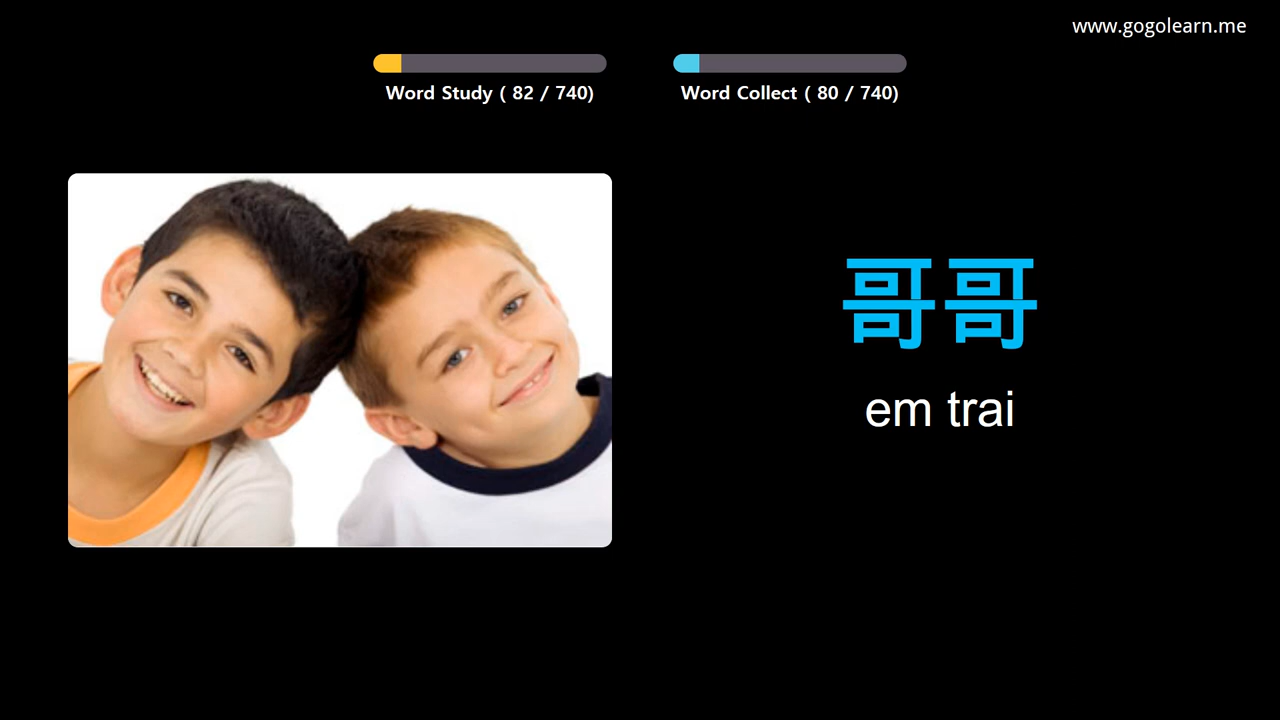 www.gogolearn.me
Word Study ( 82 / 740)
Word Collect ( 80 / 740)
哥哥
em trai